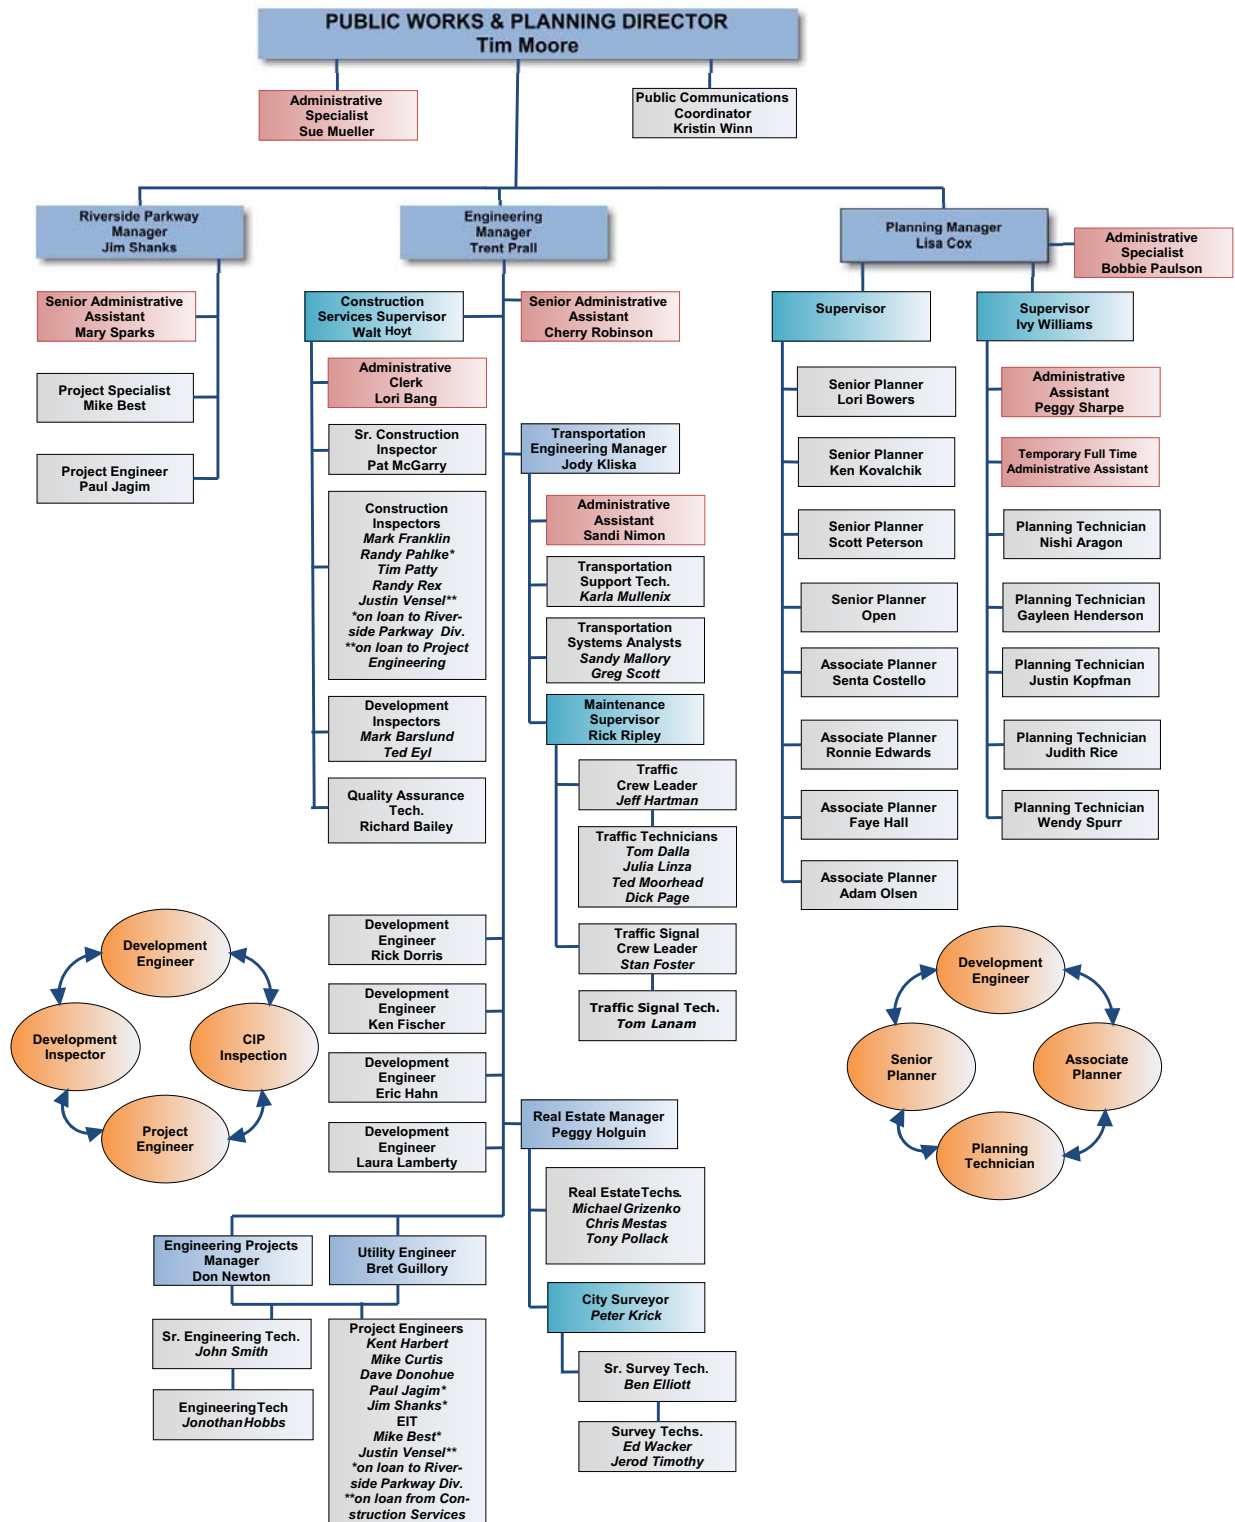 PUBLIC WORKS & PLANNING DIRECTOR
Tim Moore
Administrative
Specialist
Sue Mueller
Public Communications
Coordinator
Kristin Winn
Riverside Parkway
Manager
Jim Shanks
Engineering
Manager
Trent Prall
Planning Manager
Lisa Cox
Administrative
Specialist
Bobbie Paulson
Senior Administrative
Assistant
Mary Sparks
Project Specialist
Mike Best
Project Engineer
Paul Jagim
Construction
Services Supervisor
Walt Hoyt
Senior Administrative
Assistant
Cherry Robinson
Administrative
Clerk
Lori Bang
Sr. Construction
Inspector
Pat McGarry
Construction
Inspectors
Mark Franklin
Randy Pahlke*
Tim Patty
Randy Rex
Justin Vensel**
*on loan to River-
side Parkway Div.
**on loan to Project
Engineering
Development
Inspectors
Mark Barslund
Ted Eyl
Quality Assurance
Tech.
Richard Bailey
Transportation
Engineering Manager
Jody Kliska
Administrative
Assistant
Sandi Nimon
Transportation
Support Tech.
Karla Mullenix
Transportation
Systems Analysts
Sandy Mallory
Greg Scott
Maintenance
Supervisor
Rick Ripley
Traffic
Crew Leader
Jeff Hartman
Traffic Technicians
Tom Dalla
Julia Linza
Ted Moorhead
Dick Page
Traffic Signal
Crew Leader
Stan Foster
Traffic Signal Tech.
Tom Lanam
Supervisor
Senior Planner
Lori Bowers
Senior Planner
Ken Kovalchik
Senior Planner
Scott Peterson
Senior Planner
Open
Associate Planner
Senta Costello
Associate Planner
Ronnie Edwards
Associate Planner
Faye Hall
Associate Planner
Adam Olsen
Supervisor
Ivy Williams
Administrative
Assistant
Peggy Sharpe
Temporary Full Time
Administrative Assistant
Planning Technician
Nishi Aragon
Planning Technician
Gayleen Henderson
Planning Technician
Justin Kopfman
Planning Technician
Judith Rice
Planning Technician
Wendy Spurr
Development
Engineer
Rick Dorris
Development
Engineer
Ken Fischer
Development
Engineer
Eric Hahn
Development
Engineer
Laura Lamberty
Development
Engineer
Development
Inspector
CIP
Inspection
Project
Engineer
Development
Engineer
Senior
Planner
Associate
Planner
Planning
Technician
Real Estate Manager
Peggy Holguin
Real Estate Techs.
Michael Grizenko
Chris Mestas
Tony Pollack
City Surveyor
Peter Krick
Sr. Survey Tech.
Ben Elliott
Survey Techs.
Ed Wacker
Jerod Timothy
Engineering Projects
Manager
Don Newton
Utility Engineer
Bret Guillory
Sr. Engineering Tech.
John Smith
Engineering Tech
Jonothan Hobbs
Project Engineers
Kent Harbert
Mike Curtis
Dave Donohue
Paul Jagim*
Jim Shanks*
EIT
Mike Best*
Justin Vensel**
*on loan to River-
side Parkway Div.
**on loan from Con-
struction Services